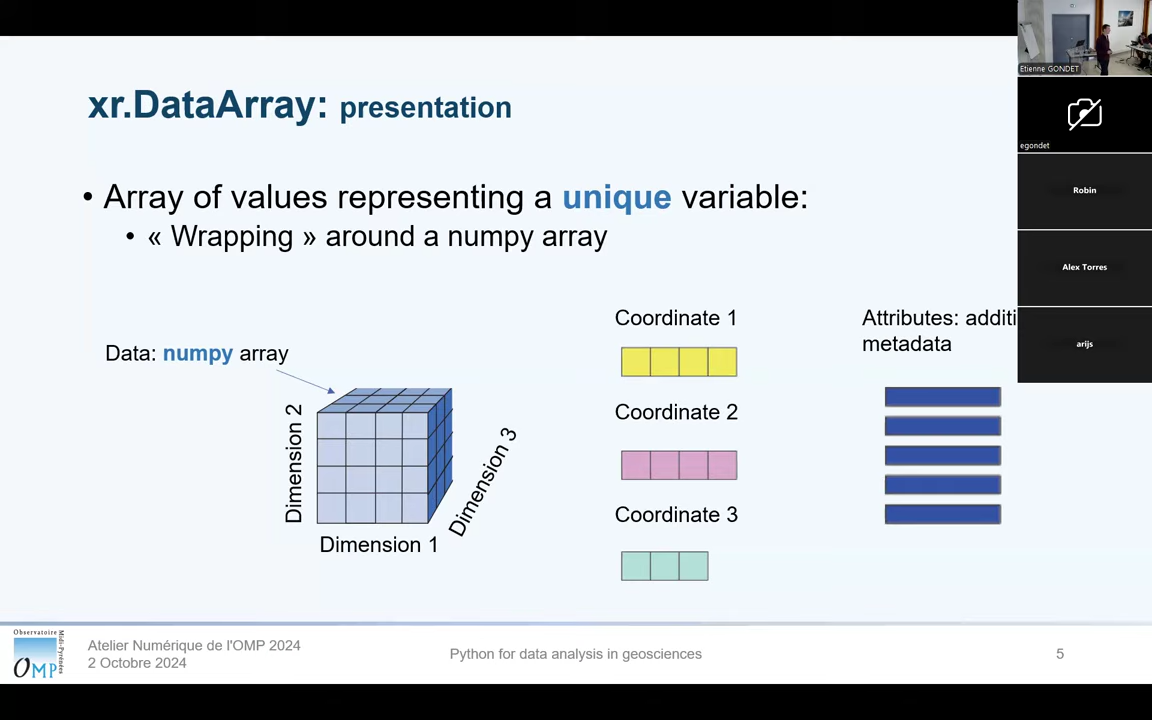 xr.DataArray: presentation
• Array of values representing a unique variable:
• « Wrapping » around a numpy array
Data: numpy array
Dimension 2
Dimension 1
Dimension 3
Coordinate 1
Coordinate 2
Coordinate 3
Attributes: additi
metadata
Etienne GONDET
egondet
Robin
Alex Torres
arijs
Observatoire
Midi-Pyrénées
OMP
Atelier Numérique de l'OMP 2024
2 Octobre 2024
Python for data analysis in geosciences
5